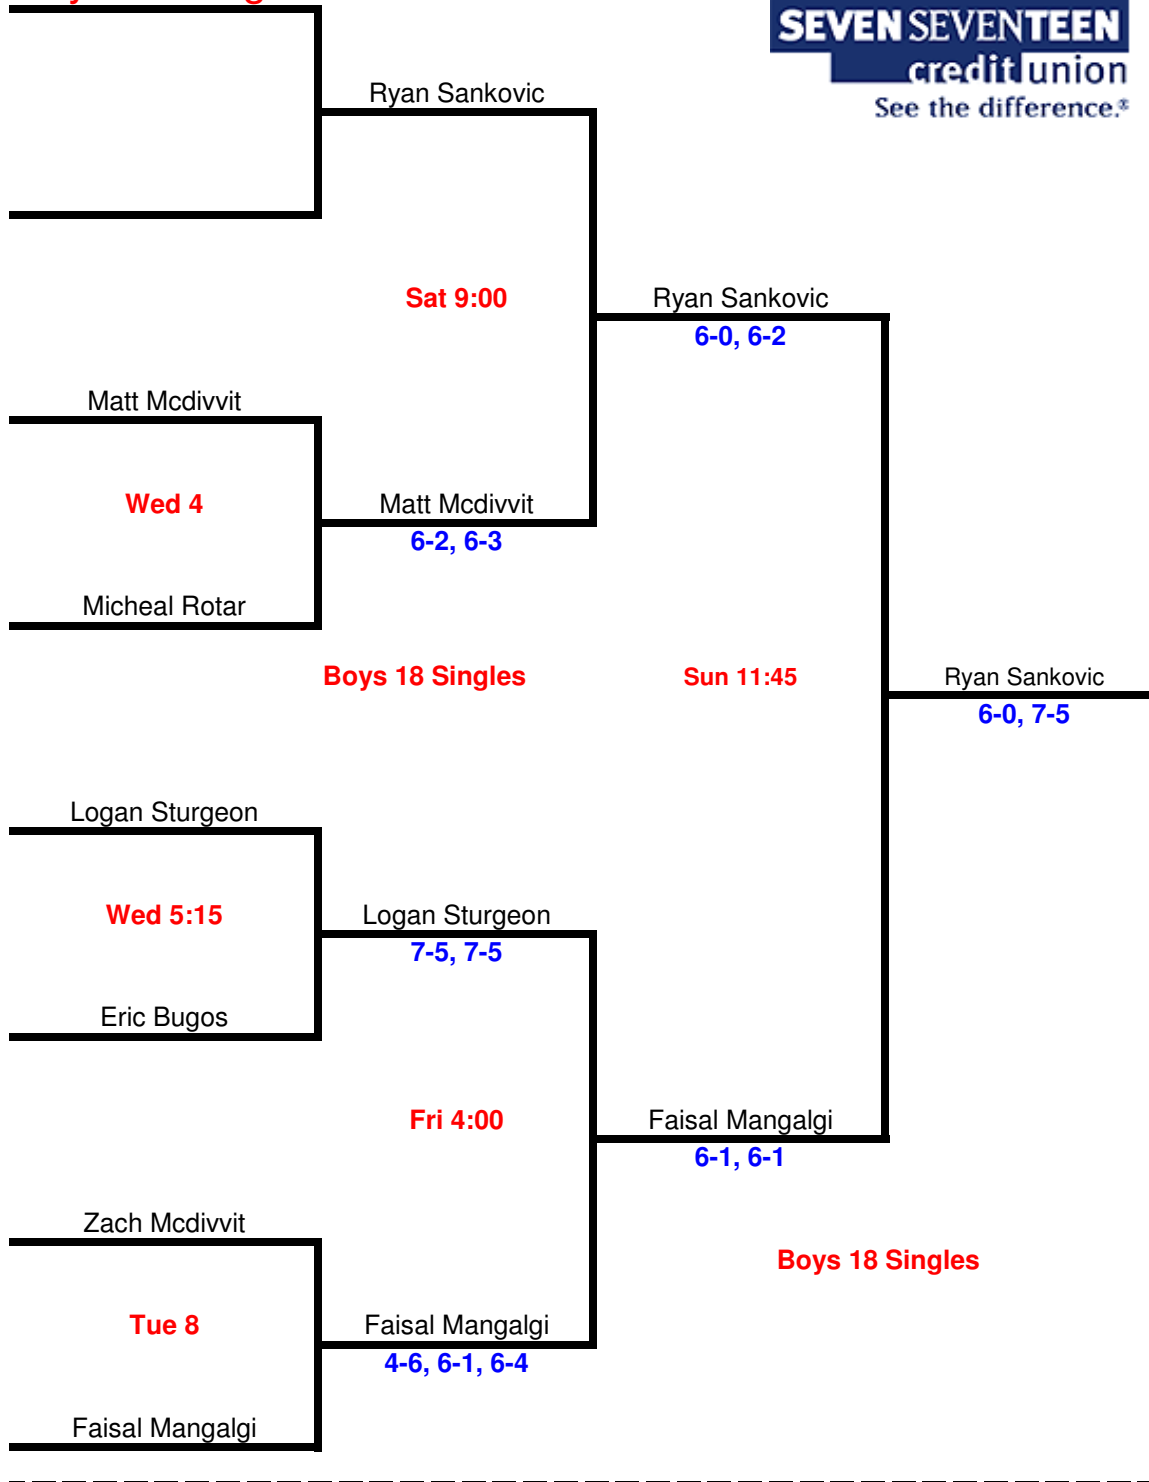 SEVEN SEVENTEEN
credit union
See the difference.®
Ryan Sankovic
Sat 9:00
Ryan Sankovic
6-0, 6-2
Matt Mcdivvit
Wed 4
Matt Mcdivvit
6-2, 6-3
Micheal Rotar
Boys 18 Singles
Sun 11:45
Ryan Sankovic
6-0, 7-5
Logan Sturgeon
Wed 5:15
Logan Sturgeon
7-5, 7-5
Eric Bugos
Fri 4:00
Faisal Mangalgi
6-1, 6-1
Zach Mcdivvit
Boys 18 Singles
Tue 8
Faisal Mangalgi
4-6, 6-1, 6-4
Faisal Mangalgi